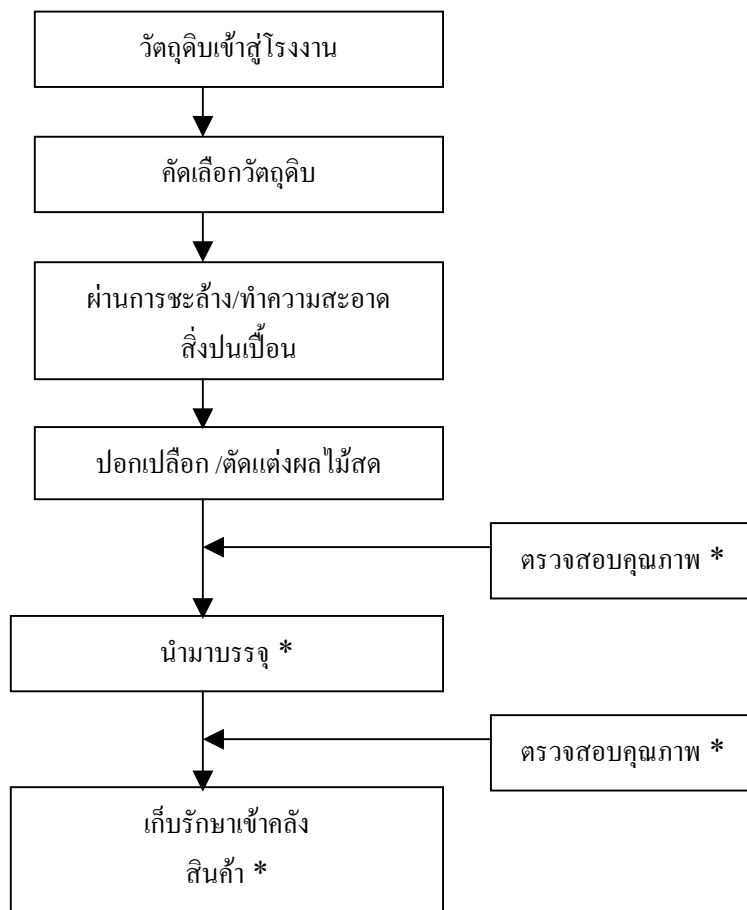 วัตถุดิบเข้าสู่โรงงาน
คัดเลือกวัตถุดิบ
ผ่านการชะล้าง/ทำความสะอาด
สิ่งปนเปื้อน
ปอกเปลือก /ตัดแต่งผลไม้สด
ตรวจสอบคุณภาพ *
นำมาบรรจุ *
ตรวจสอบคุณภาพ *
เก็บรักษาเข้าคลัง
สินค้า *